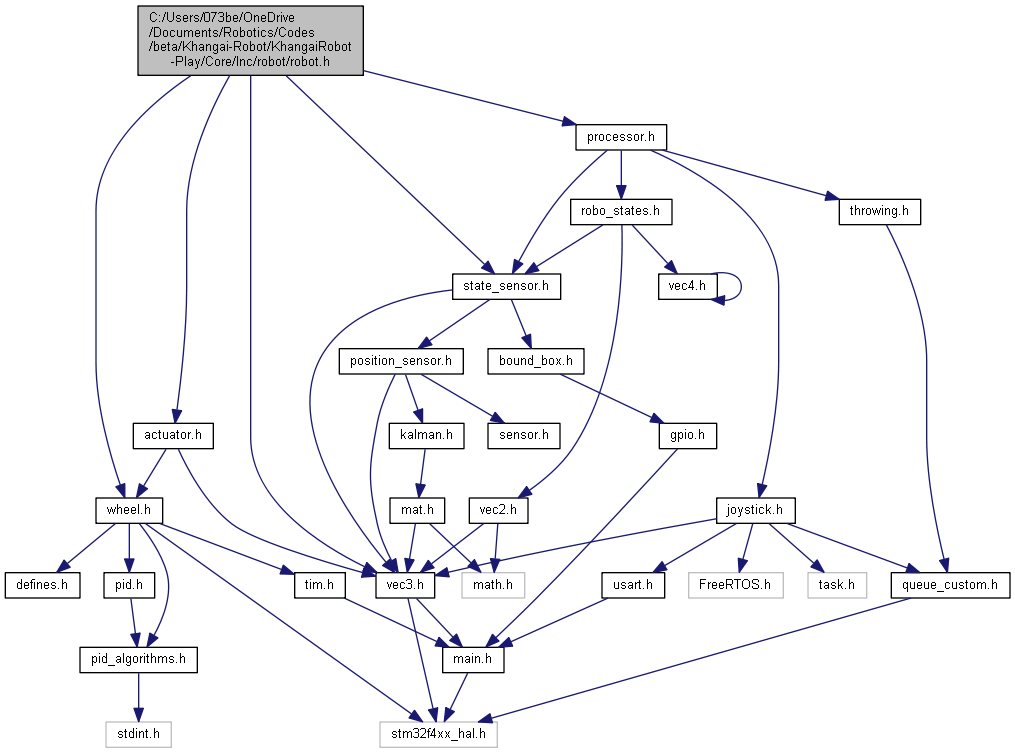 C:/Users/073be/OneDrive
/Documents/Robotics/Codes
/beta/Khangai-Robot/KhangaiRobot
-Play/Core/Inc/robot/robot.h
processor.h
robo_states.h
throwing.h
state_sensor.h
vec4.h
position_sensor.h
bound_box.h
actuator.h
kalman.h
sensor.h
gpio.h
wheel.h
mat.h
vec2.h
joystick.h
defines.h
pid.h
tim.h
vec3.h
math.h
usart.h
FreeRTOS.h
task.h
queue_custom.h
pid_algorithms.h
main.h
stdint.h
stm32f4xx_hal.h